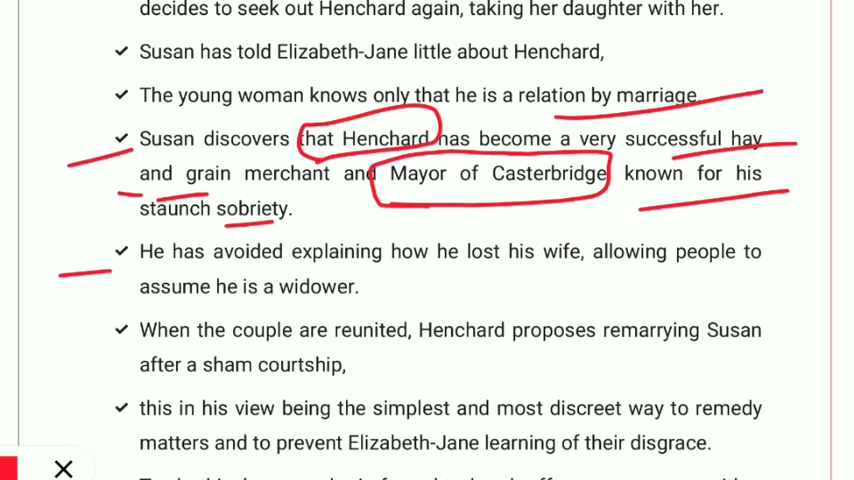 decides to seek out Henchard again, taking her daughter with her.
✓ Susan has told Elizabeth-Jane little about Henchard,
✓ The young woman knows only that he is a relation by marriage.
✓ Susan discovers that Henchard has become a very successful hay
and grain merchant and Mayor of Casterbridge known for his
staunch sobriety.
✓ He has avoided explaining how he lost his wife, allowing people to
assume he is a widower.
✓ When the couple are reunited, Henchard proposes remarrying Susan
after a sham courtship,
✓ this in his view being the simplest and most discreet way to remedy
matters and to prevent Elizabeth-Jane learning of their disgrace.